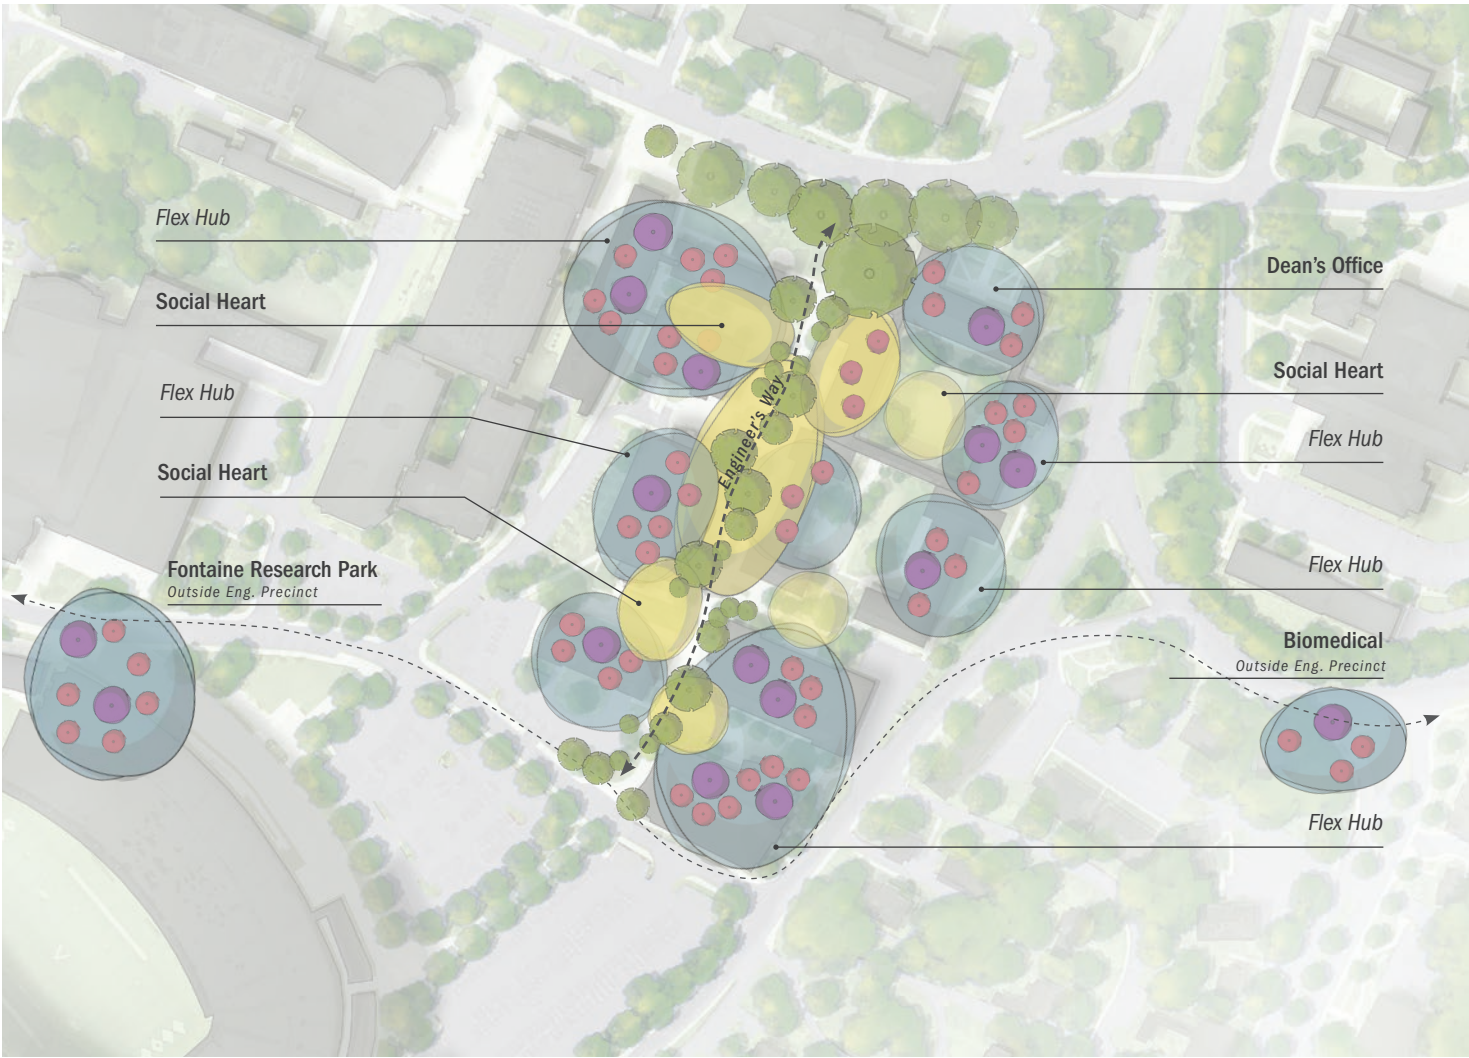 Flex Hub
Social Heart
Flex Hub
Social Heart
Fontaine Research Park
Outside Eng. Precinct
Engineer's Way
Dean's Office
Social Heart
Flex Hub
Flex Hub
Biomedical
Outside Eng. Precinct
Flex Hub